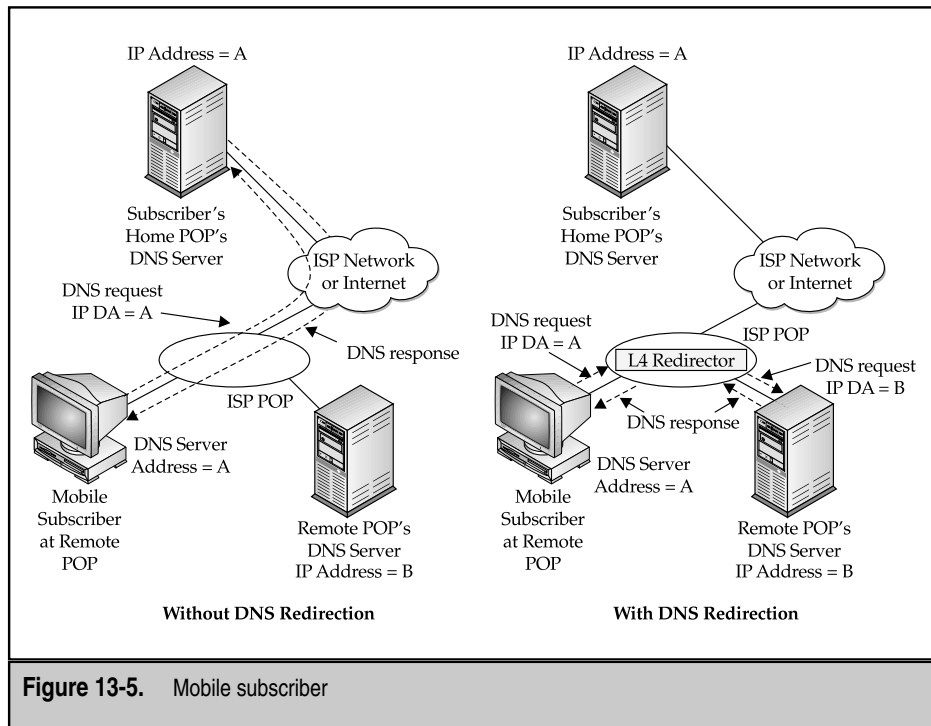 IP Address = A
Subscriber's
Home POP's
DNS Server
ISP Network
or Internet
DNS request
IP DA = A
DNS response
ISP POP
DNS Server
Address = A
Mobile
Subscriber
at Remote
POP
Remote POP's
DNS Server
IP Address = B
Without DNS Redirection
IP Address = A
Subscriber's
Home POP's
DNS Server
ISP Network
or Internet
DNS request
IP DA = A
ISP POP
L4 Redirector
DNS request
IP DA = B
DNS response
DNS Server
Address = A
Mobile
Subscriber
at Remote
POP
Remote POP's
DNS Server
IP Address = B
With DNS Redirection
Figure 13-5. Mobile subscriber